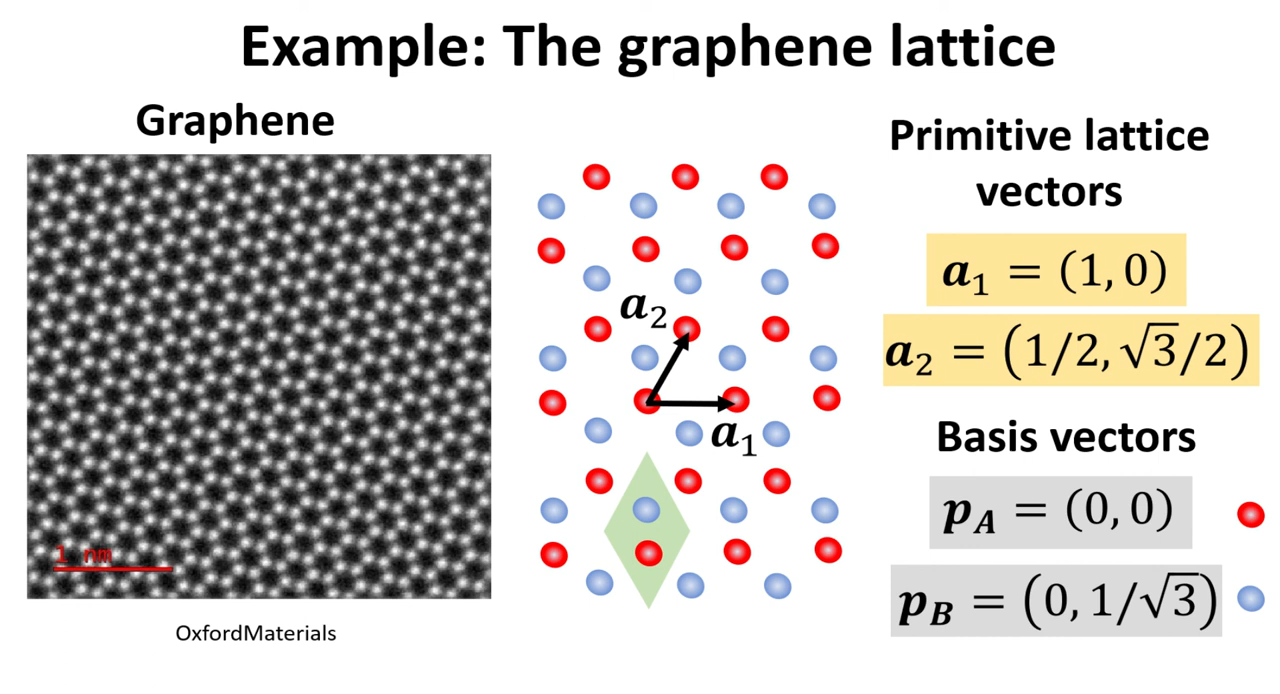 Example: The graphene lattice
Graphene
1 nm
OxfordMaterials
a₂
a₁
Primitive lattice
vectors
a₁ = (1, 0)
a₂ = (1/2, √3/2)
Basis vectors
p_A = (0, 0)
p_B = (0, 1/√3)